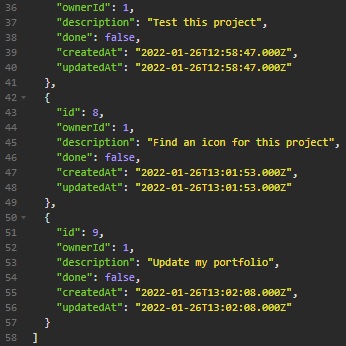 36 "ownerId": 1,
37 "description": "Test this project",
38 "done": false,
39 "createdAt": "2022-01-26T12:58:47.000Z",
40 "updatedAt": "2022-01-26T12:58:47.000Z"
41 },
42 {
43 "id": 8,
44 "ownerId": 1,
45 "description": "Find an icon for this project",
46 "done": false,
47 "createdAt": "2022-01-26T13:01:53.000Z",
48 "updatedAt": "2022-01-26T13:01:53.000Z"
49 },
50 {
51 "id": 9,
52 "ownerId": 1,
53 "description": "Update my portfolio",
54 "done": false,
55 "createdAt": "2022-01-26T13:02:08.000Z",
56 "updatedAt": "2022-01-26T13:02:08.000Z"
57 }
58 ]